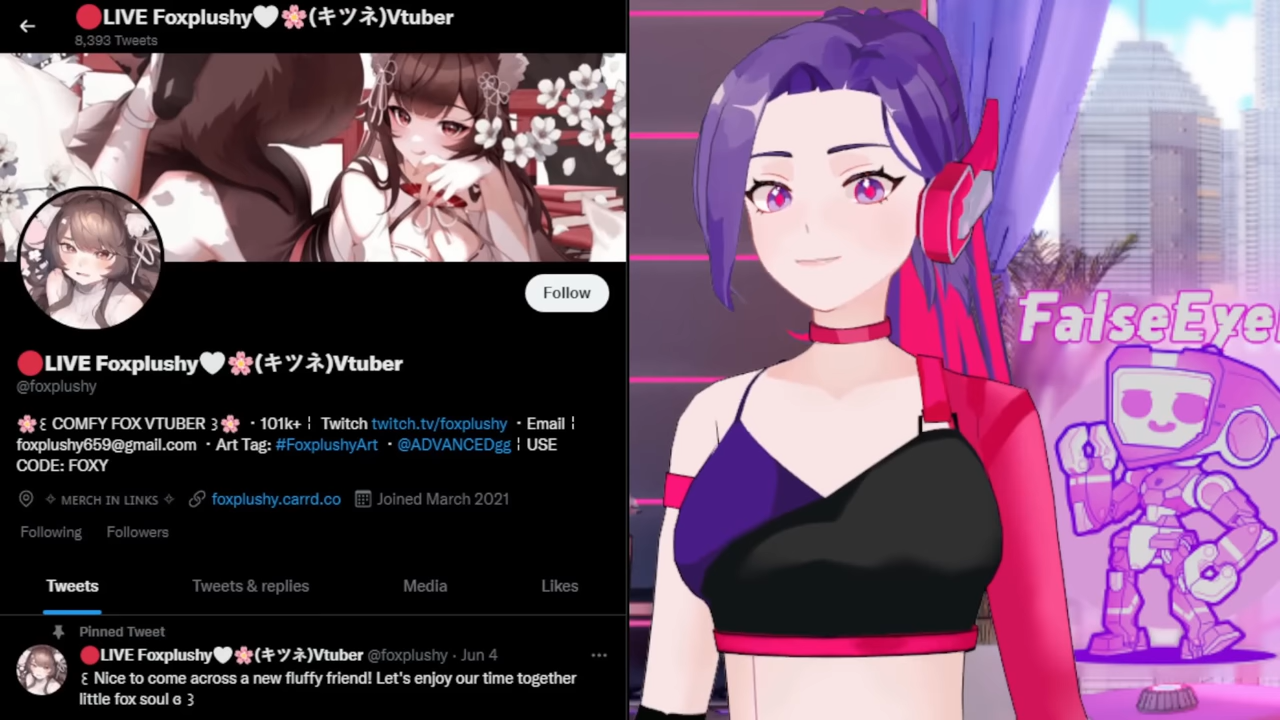 🔴LIVE Foxplushy🤍🌸(キツネ)Vtuber
8,393 Tweets
Follow
🔴LIVE Foxplushy🤍🌸(キツネ)Vtuber
@foxplushy
🌸꒰ COMFY FOX VTUBER ꒱🌸 ・101k+ ¦ Twitch twitch.tv/foxplushy ・Email ¦
foxplushy659@gmail.com ・Art Tag: #FoxplushyArt ・@ADVANCEDgg ¦ USE
CODE: FOXY
✧ ᴍᴇʀᴄʜ ɪɴ ʟɪɴᴋs ✧ foxplushy.carrd.co Joined March 2021
Following Followers
Tweets Tweets & replies Media Likes
Pinned Tweet
🔴LIVE Foxplushy🤍🌸(キツネ)Vtuber @foxplushy · Jun 4 ···
꒰ Nice to come across a new fluffy friend! Let's enjoy our time together
little fox soul ɞ ꒱
FalseEye